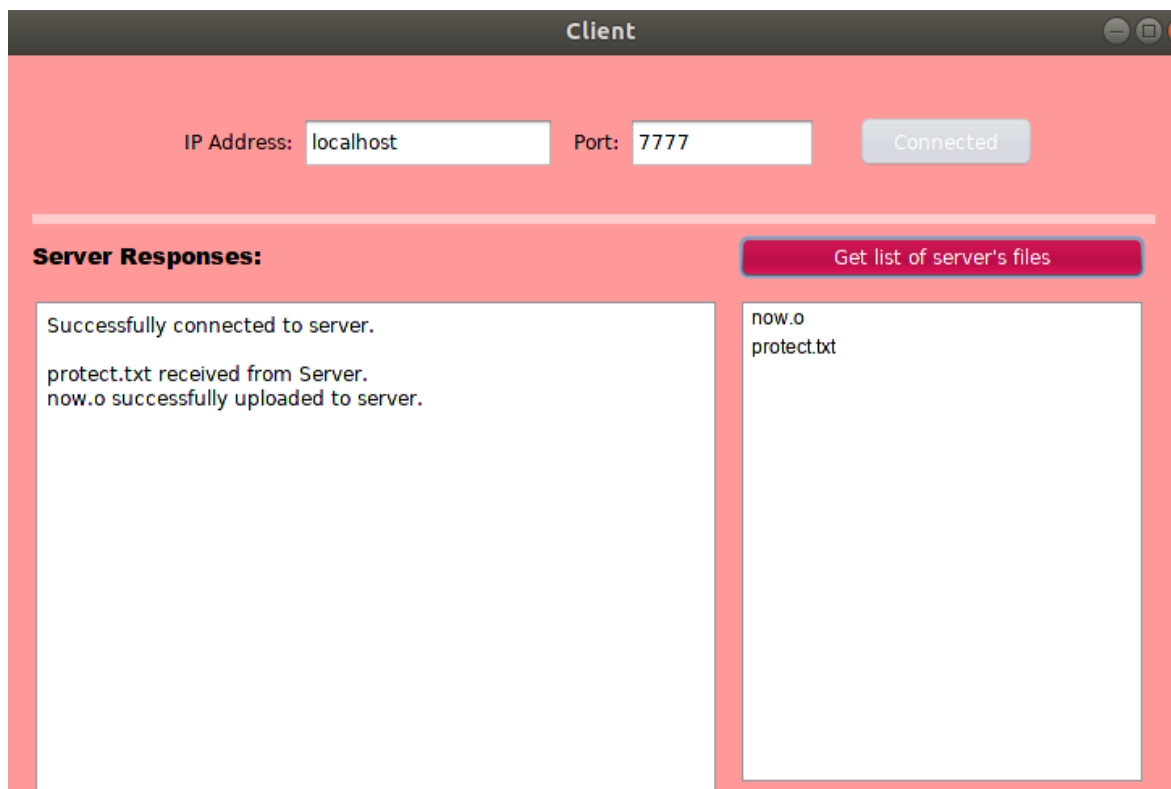 Client
IP Address: localhost Port: 7777 Connected
Server Responses:
Get list of server's files
Successfully connected to server.
protect.txt received from Server.
now.o successfully uploaded to server.
now.o
protect.txt